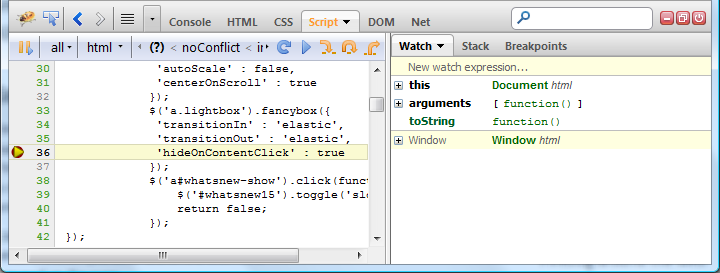 Console HTML CSS Script DOM Net
all html (?) < noConflict < i
Watch Stack Breakpoints
30 'autoScale' : false,
31 'centerOnScroll' : true
32 });
33 $('a.lightbox').fancybox({
34 'transitionIn' : 'elastic',
35 'transitionOut' : 'elastic',
36 'hideOnContentClick' : true
37 });
38 $('a#whatsnew-show').click(func
39 $('#whatsnew15').toggle('slo
40 return false;
41 });
42 });
New watch expression...
this Document html
arguments [ function() ]
toString function()
Window Window html